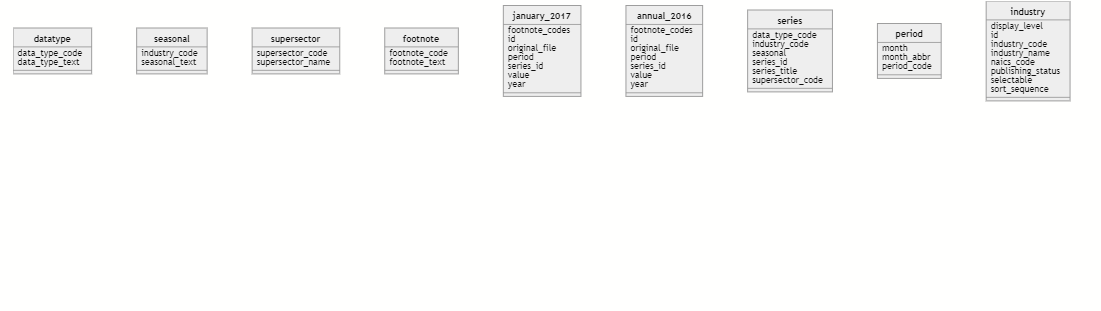 datatype
data_type_code
data_type_text
seasonal
industry_code
seasonal_text
supersector
supersector_code
supersector_name
footnote
footnote_code
footnote_text
january_2017
footnote_codes
id
original_file
period
series_id
value
year
annual_2016
footnote_codes
id
original_file
period
series_id
value
year
series
data_type_code
industry_code
seasonal
series_id
series_title
supersector_code
period
month
month_abbr
period_code
industry
display_level
id
industry_code
industry_name
naics_code
publishing_status
selectable
sort_sequence